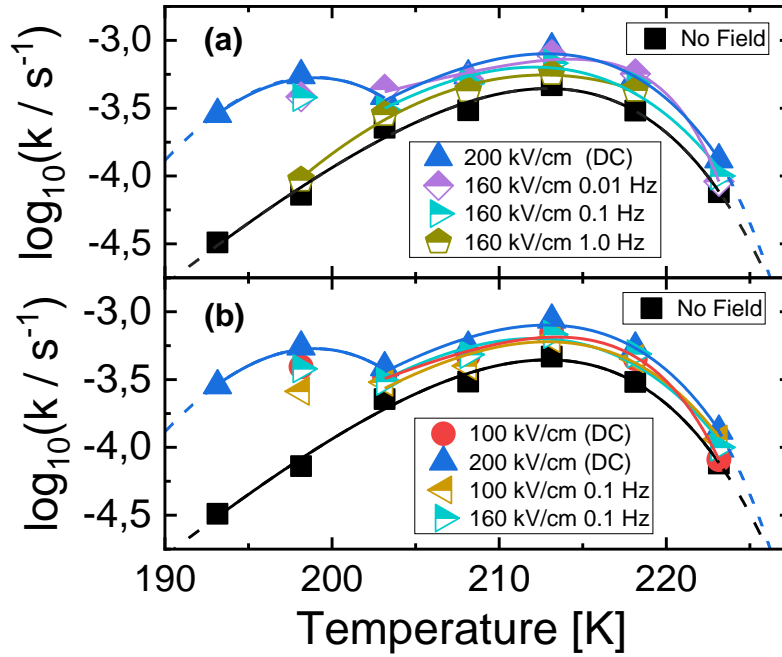 (a)
No Field
-3,0
-3,5
-4,0
-4,5
log10(k / s-1)
200 kV/cm (DC)
160 kV/cm 0.01 Hz
160 kV/cm 0.1 Hz
160 kV/cm 1.0 Hz
(b)
No Field
-3,0
-3,5
-4,0
-4,5
log10(k / s-1)
100 kV/cm (DC)
200 kV/cm (DC)
100 kV/cm 0.1 Hz
160 kV/cm 0.1 Hz
190 200 210 220
Temperature [K]